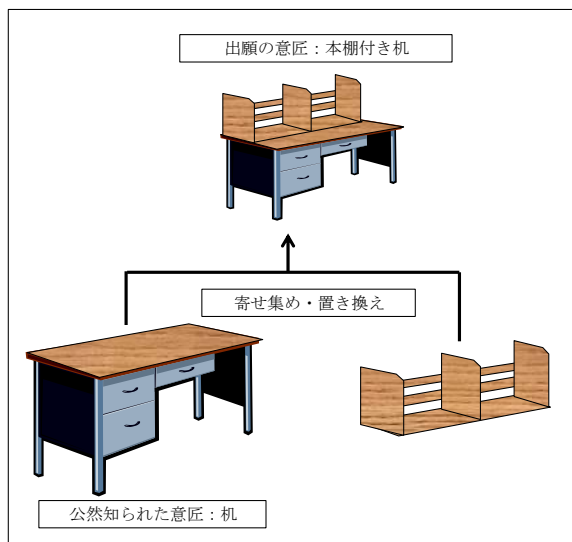 出願の意匠：本棚付き机
寄せ集め・置き換え
公然知られた意匠：机